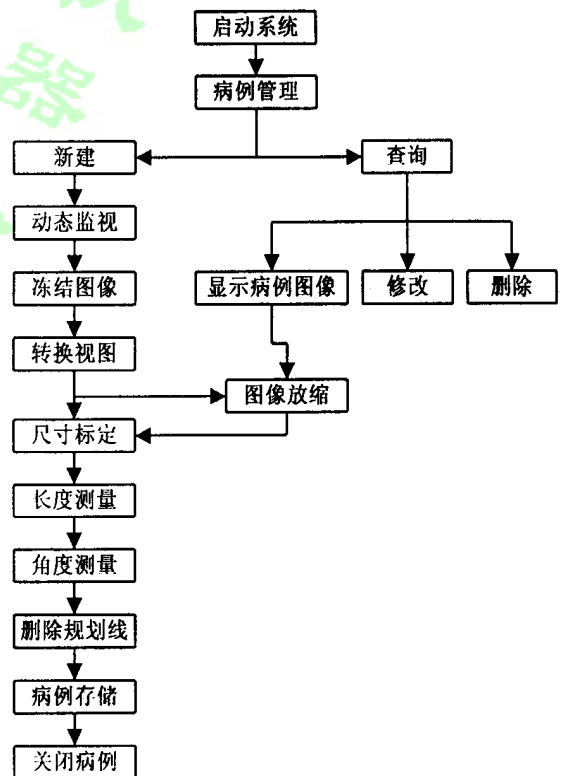 启动系统
病例管理
新建
查询
动态监视
冻结图像
显示病例图像
修改
删除
转换视图
图像放缩
尺寸标定
长度测量
角度测量
删除规划线
病例存储
关闭病例
器